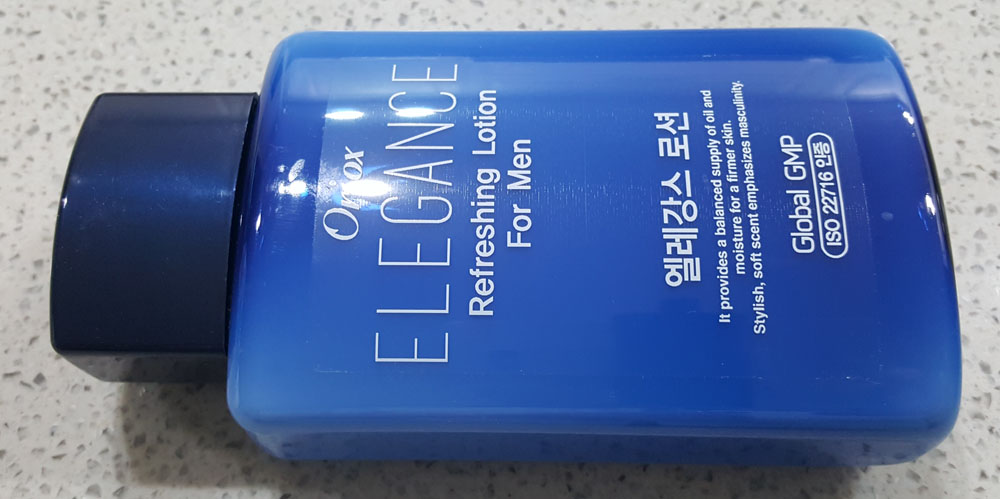 ELEGANCE
Refreshing Lotion
For Men
엘레강스 로션
It provides a balanced supply of oil and
moisture for a firmer skin.
Stylish, soft scent emphasizes masculinity.
Global GMP
ISO 22716 인증